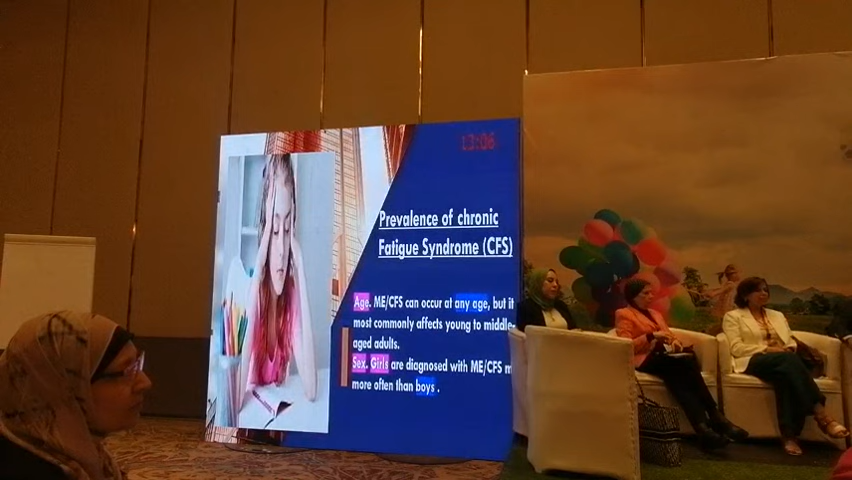 13:06
Prevalence of chronic
Fatigue Syndrome (CFS)
Age. ME/CFS can occur at any age, but it
most commonly affects young to middle-
aged adults.
Sex. Girls are diagnosed with ME/CFS m
more often than boys .